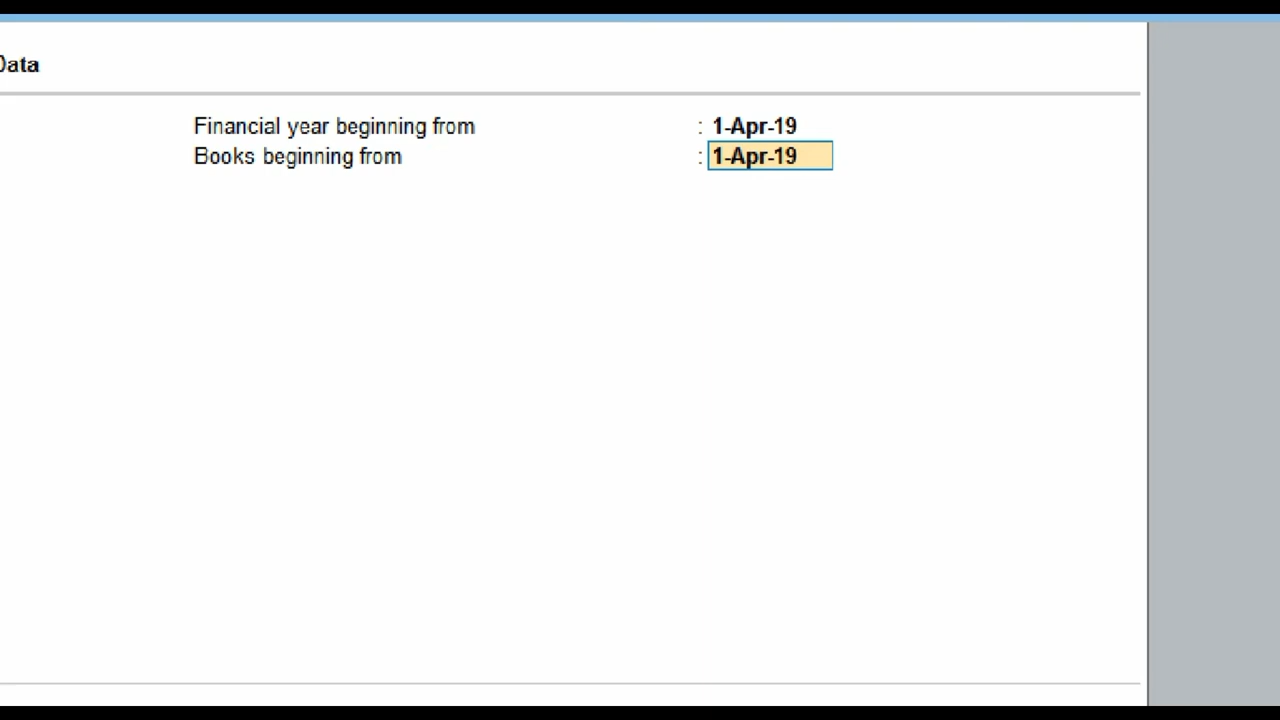 Data
Financial year beginning from : 1-Apr-19
Books beginning from : 1-Apr-19